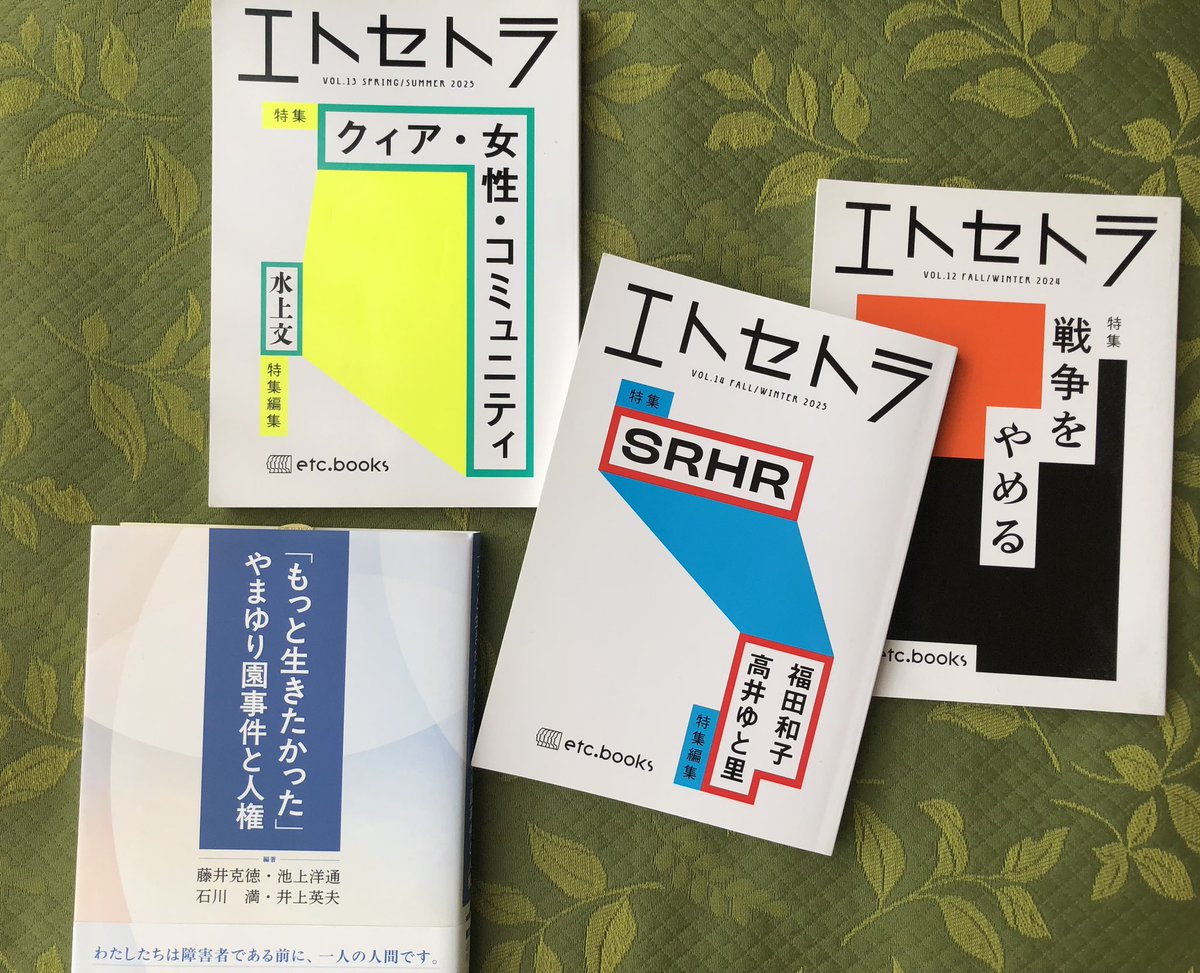 エトセトラ
VOL.13 SPRING/SUMMER 2025
特集
クィア・女性・コミュニティ
水上文
特集編集
etc.books
エトセトラ
VOL.12 FALL/WINTER 2024
特集
戦争を
やめる
etc.books
エトセトラ
VOL.14 FALL/WINTER 2025
特集
SRHR
福田和子
高井ゆと里
特集編集
etc.books
「もっと生きたかった」
やまゆり園事件と人権
編著
藤井克徳・池上洋通
石川　満・井上英夫
わたしたちは障害者である前に、一人の人間です。